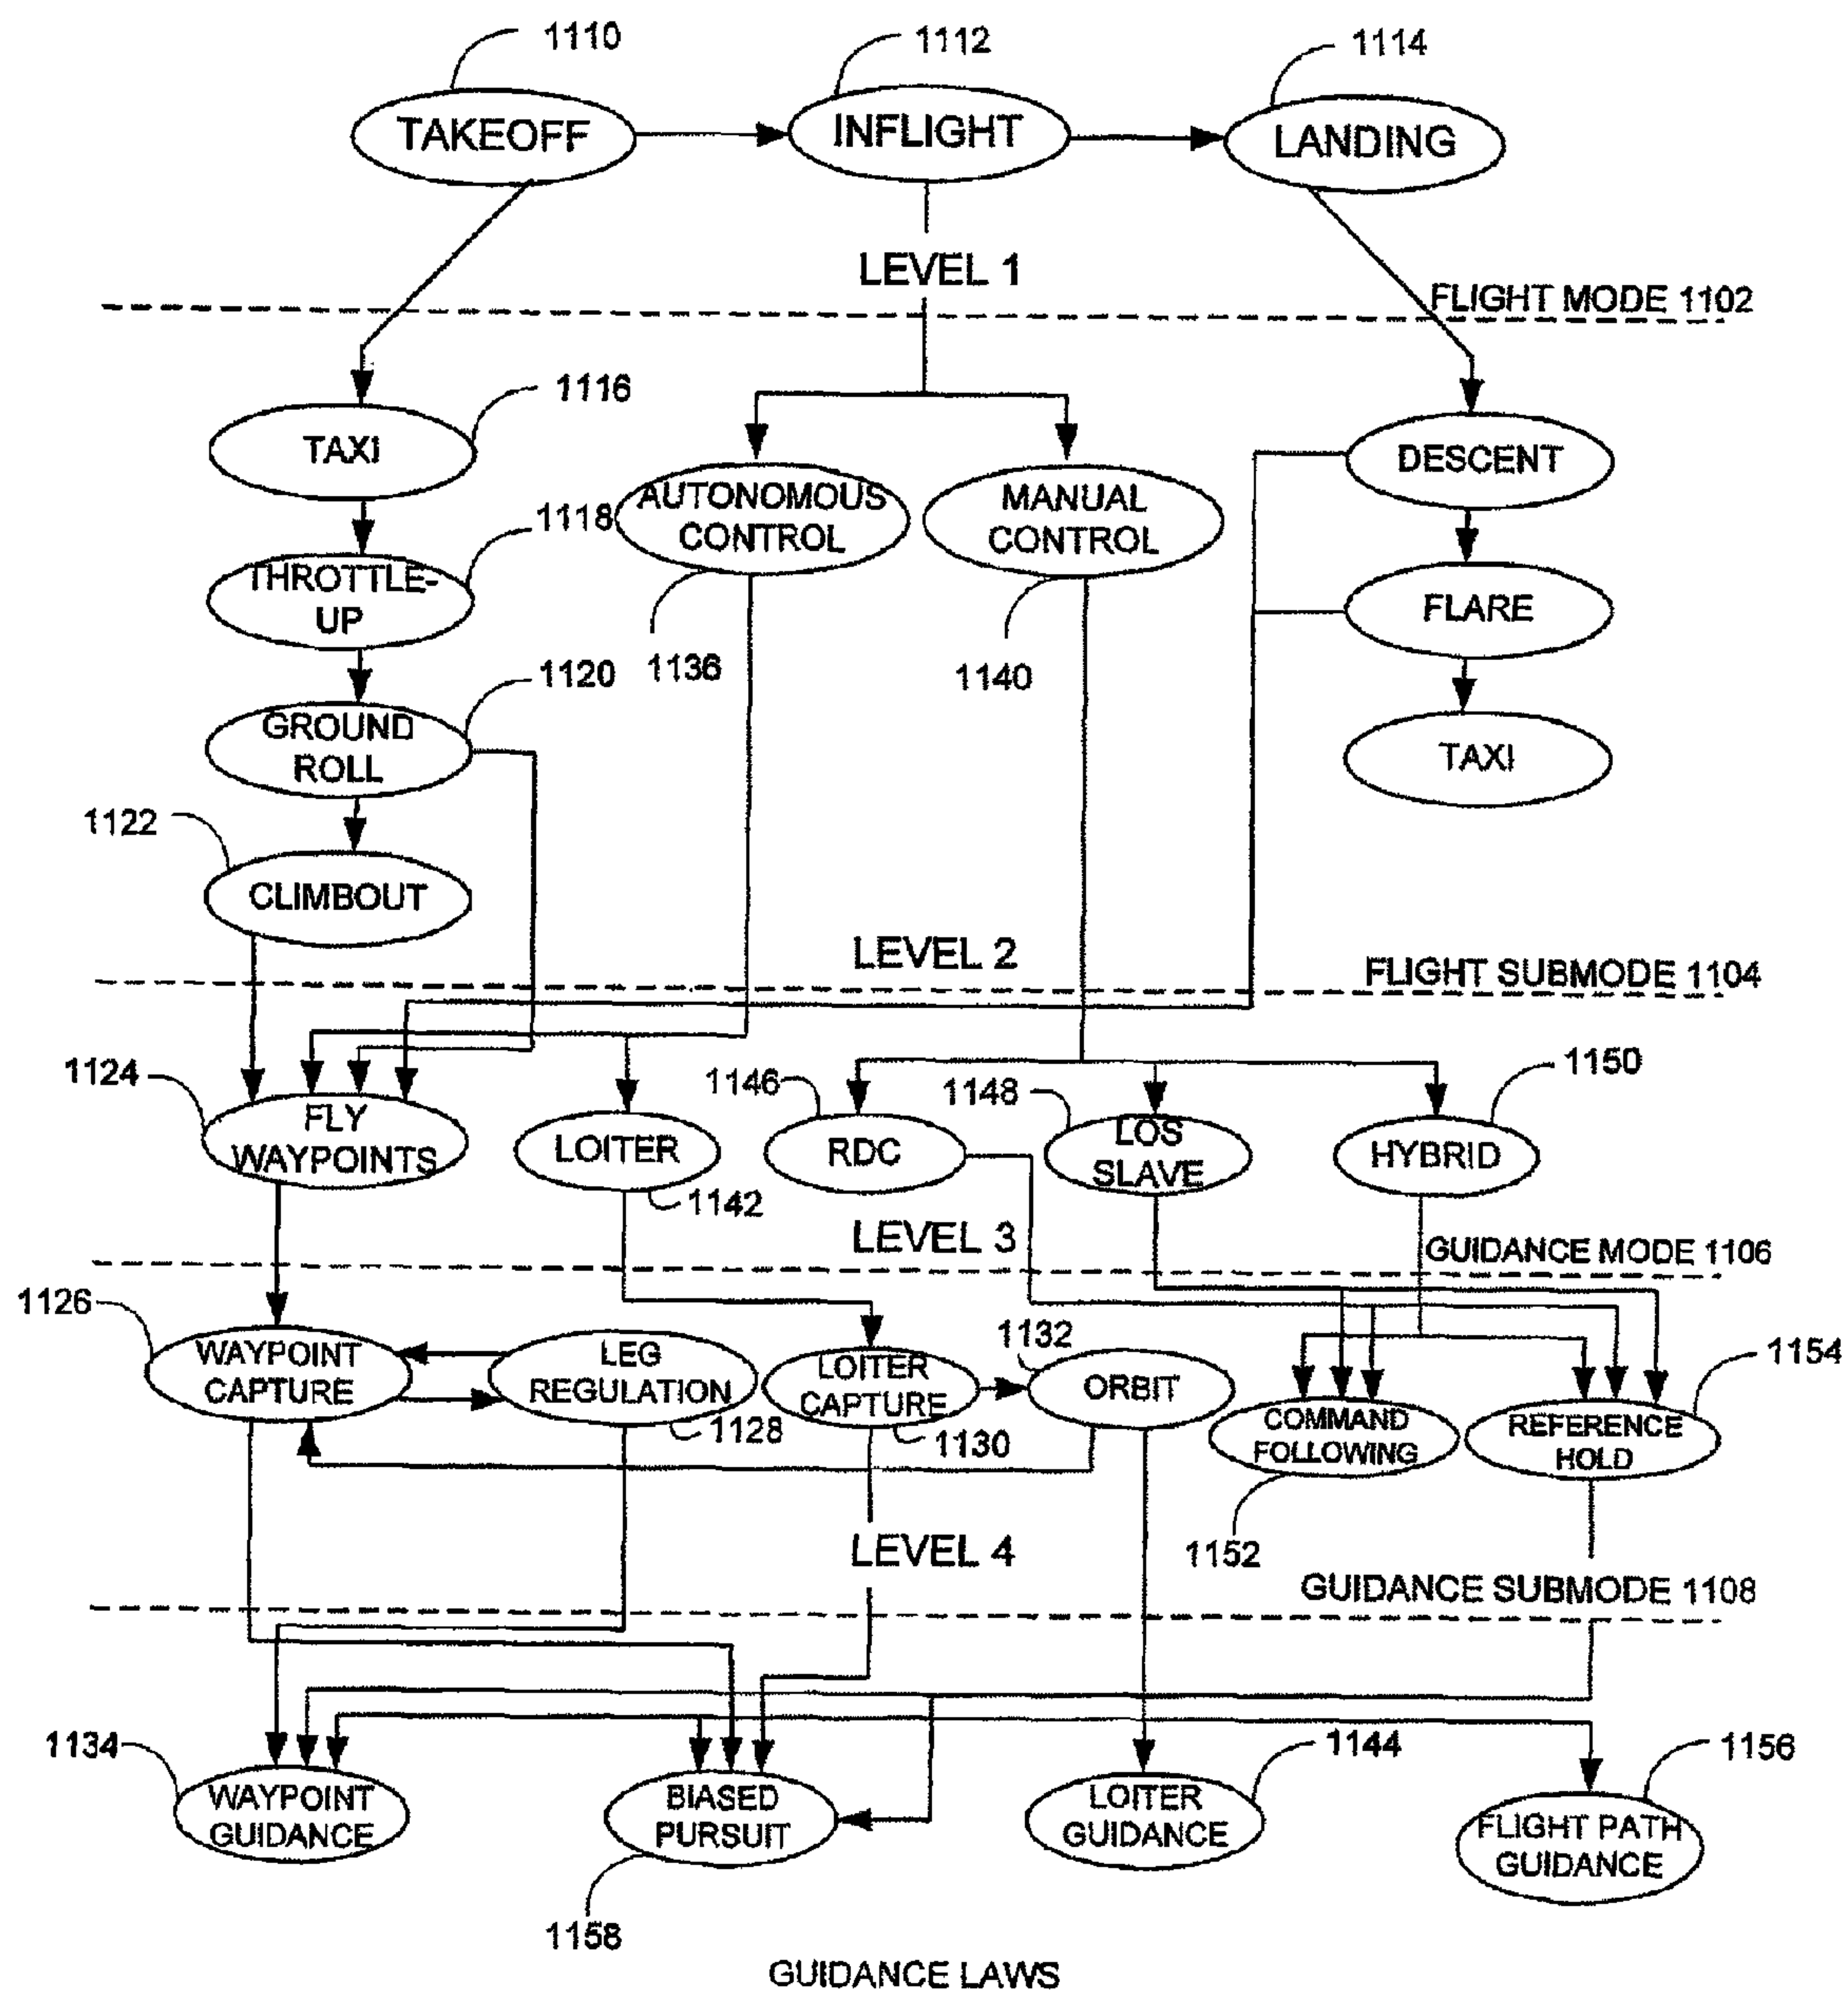 1110
1112
1114
TAKEOFF
INFLIGHT
LANDING
LEVEL 1
FLIGHT MODE 1102
1116
TAXI
DESCENT
AUTONOMOUS
CONTROL
MANUAL
CONTROL
1118
THROTTLE-
UP
FLARE
1136
1140
1120
GROUND
ROLL
TAXI
1122
CLIMBOUT
LEVEL 2
FLIGHT SUBMODE 1104
1124
1146
1148
1150
FLY
WAYPOINTS
LOITER
RDC
LOS
SLAVE
HYBRID
1142
LEVEL 3
GUIDANCE MODE 1106
1126
1132
1154
WAYPOINT
CAPTURE
LEG
REGULATION
LOITER
CAPTURE
ORBIT
COMMAND
FOLLOWING
REFERENCE
HOLD
1128
1130
1152
LEVEL 4
GUIDANCE SUBMODE 1108
1134
1144
1156
WAYPOINT
GUIDANCE
BIASED
PURSUIT
LOITER
GUIDANCE
FLIGHT PATH
GUIDANCE
1158
GUIDANCE LAWS